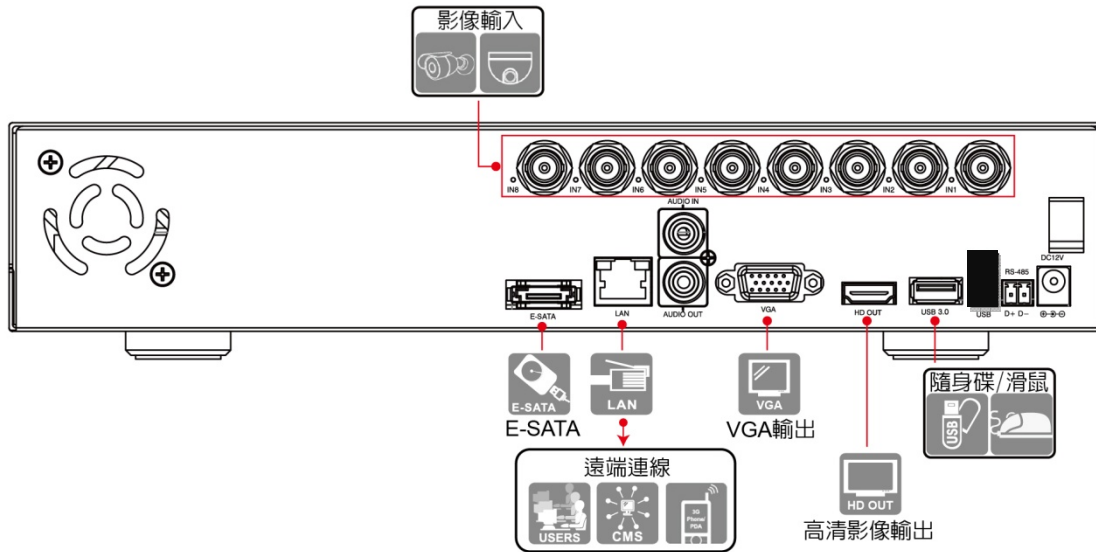 影像輸入
IN8 IN7 IN6 IN5 IN4 IN3 IN2 IN1
AUDIO IN
DC12V
RS-485
E-SATA
LAN
AUDIO OUT
VGA
HD OUT
USB 3.0
USB
D+ D-
E-SATA
E-SATA
LAN
VGA
VGA輸出
隨身碟/滑鼠
USB
遠端連線
USERS
CMS
3G
Phone/
PDA
HD OUT
高清影像輸出